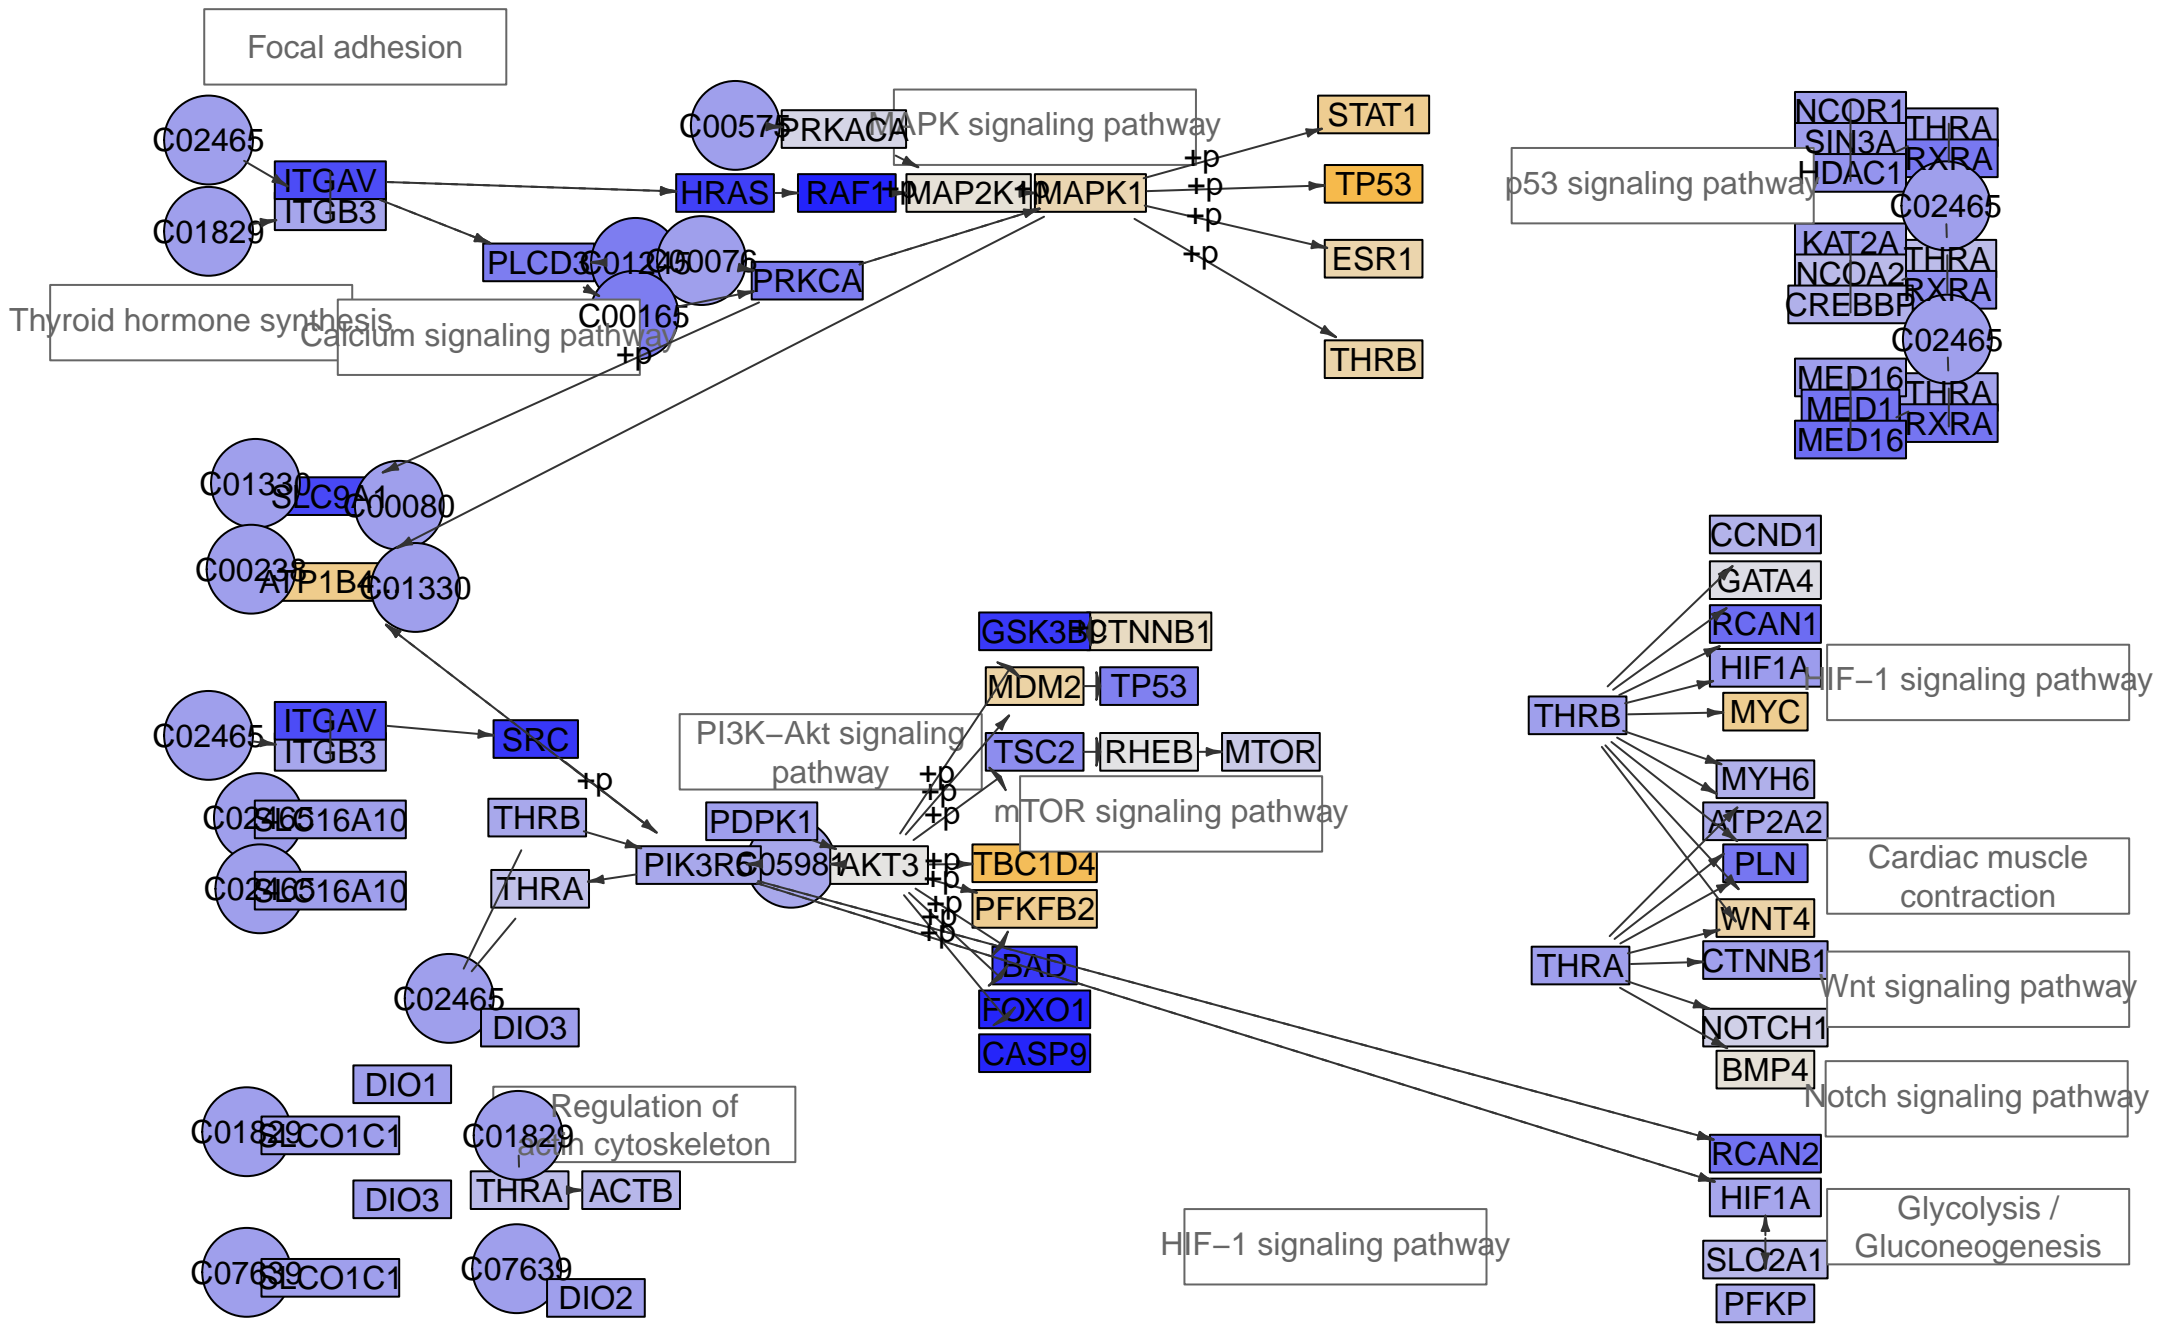 Focal adhesion
C02465
C01829
ITGAV
ITGB3
C00575
PRKACA
MAPK signaling pathway
HRAS
RAF1
+p
MAP2K1
+p
MAPK1
+p
+p
+p
+p
STAT1
TP53
ESR1
THRB
PLCD3
C01245
C00076
C00165
PRKCA
Thyroid hormone synthesis
Calcium signaling pathway
+p
p53 signaling pathway
NCOR1
SIN3A
HDAC1
THRA
RXRA
C02465
KAT2A
NCOA2
CREBBP
THRA
RXRA
C02465
MED16
MED1
MED16
THRA
RXRA
C01330
SLC9A1
C00080
C00238
ATP1B4...
C01330
C02465
ITGAV
ITGB3
SRC
+p
C02465
SLC16A10
C02465
SLC16A10
THRB
THRA
PIK3R6
C05981
PDPK1
AKT3
PI3K−Akt signaling
pathway
GSK3B
+p
CTNNB1
MDM2
TP53
TSC2
RHEB
MTOR
mTOR signaling pathway
+p
+p
+p
+p
+p
+p
+p
+p
TBC1D4
PFKFB2
BAD
FOXO1
CASP9
C02465
DIO3
DIO1
C01829
SLCO1C1
DIO3
C07639
SLCO1C1
Regulation of
actin cytoskeleton
C01829
THRA
ACTB
C07639
DIO2
HIF−1 signaling pathway
CCND1
GATA4
RCAN1
HIF1A
MYC
HIF−1 signaling pathway
THRB
MYH6
ATP2A2
PLN
WNT4
Cardiac muscle
contraction
THRA
CTNNB1
NOTCH1
BMP4
Wnt signaling pathway
Notch signaling pathway
RCAN2
HIF1A
SLC2A1
PFKP
Glycolysis /
Gluconeogenesis